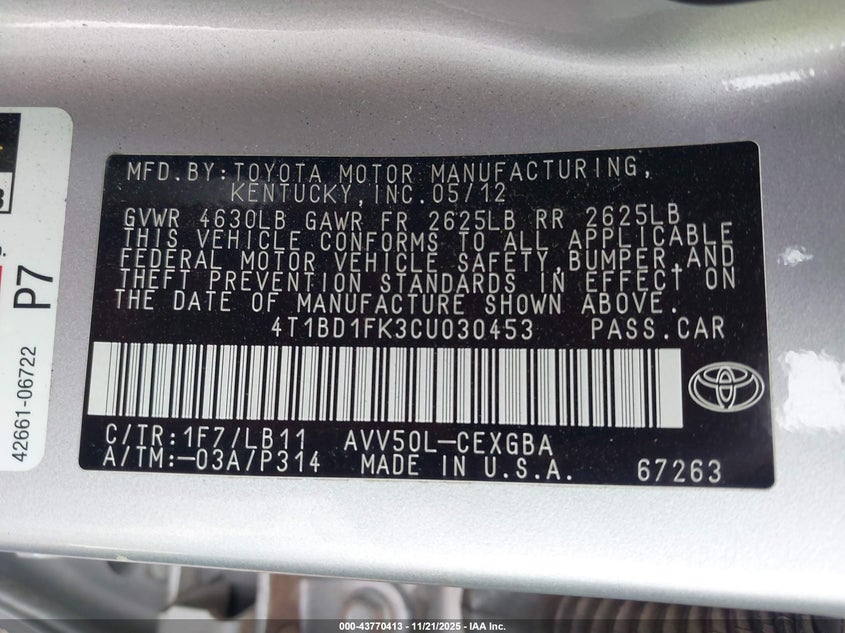 MFD.BY:TOYOTA MOTOR MANUFACTURING,
KENTUCKY,INC.05/12
GVWR 4630LB GAWR FR 2625LB RR 2625LB
THIS VEHICLE CONFORMS TO ALL APPLICABLE
FEDERAL MOTOR VEHICLE SAFETY,BUMPER,AND
THEFT PREVENTION STANDARDS IN EFFECT ON
THE DATE OF MANUFACTURE SHOWN ABOVE.
4T1BD1FK3CU030453 PASS.CAR
C/TR:1F7/LB11 AVV50L-CEXGBA
A/TM:-03A/P314 MADE IN U.S.A. 67263
P7
42661-06722
000-43770413 - 11/21/2025 - IAA Inc.